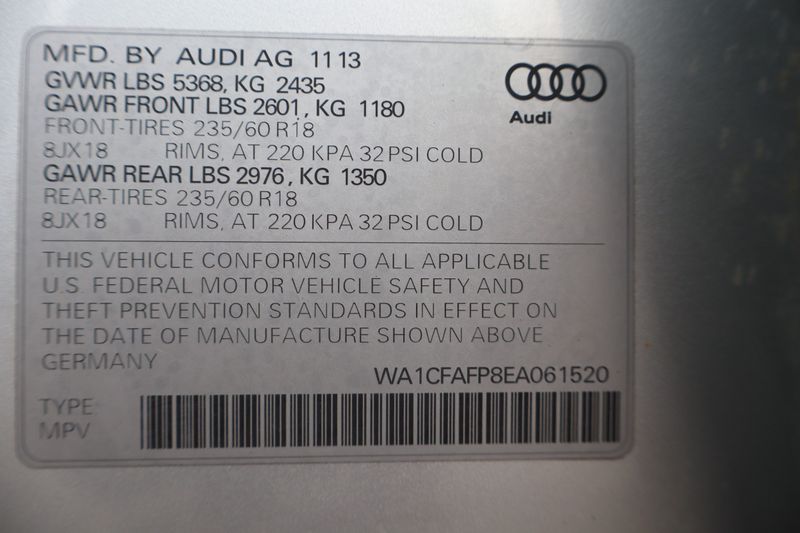 MFD. BY AUDI AG 11 13
GVWR LBS 5368, KG 2435
GAWR FRONT LBS 2601, KG 1180
FRONT-TIRES 235/60 R18
8JX18 RIMS, AT 220 KPA 32 PSI COLD
GAWR REAR LBS 2976, KG 1350
REAR-TIRES 235/60 R18
8JX18 RIMS, AT 220 KPA 32 PSI COLD
Audi
THIS VEHICLE CONFORMS TO ALL APPLICABLE
U.S. FEDERAL MOTOR VEHICLE SAFETY AND
THEFT PREVENTION STANDARDS IN EFFECT ON
THE DATE OF MANUFACTURE SHOWN ABOVE
GERMANY
WA1CFAFP8EA061520
TYPE:
MPV